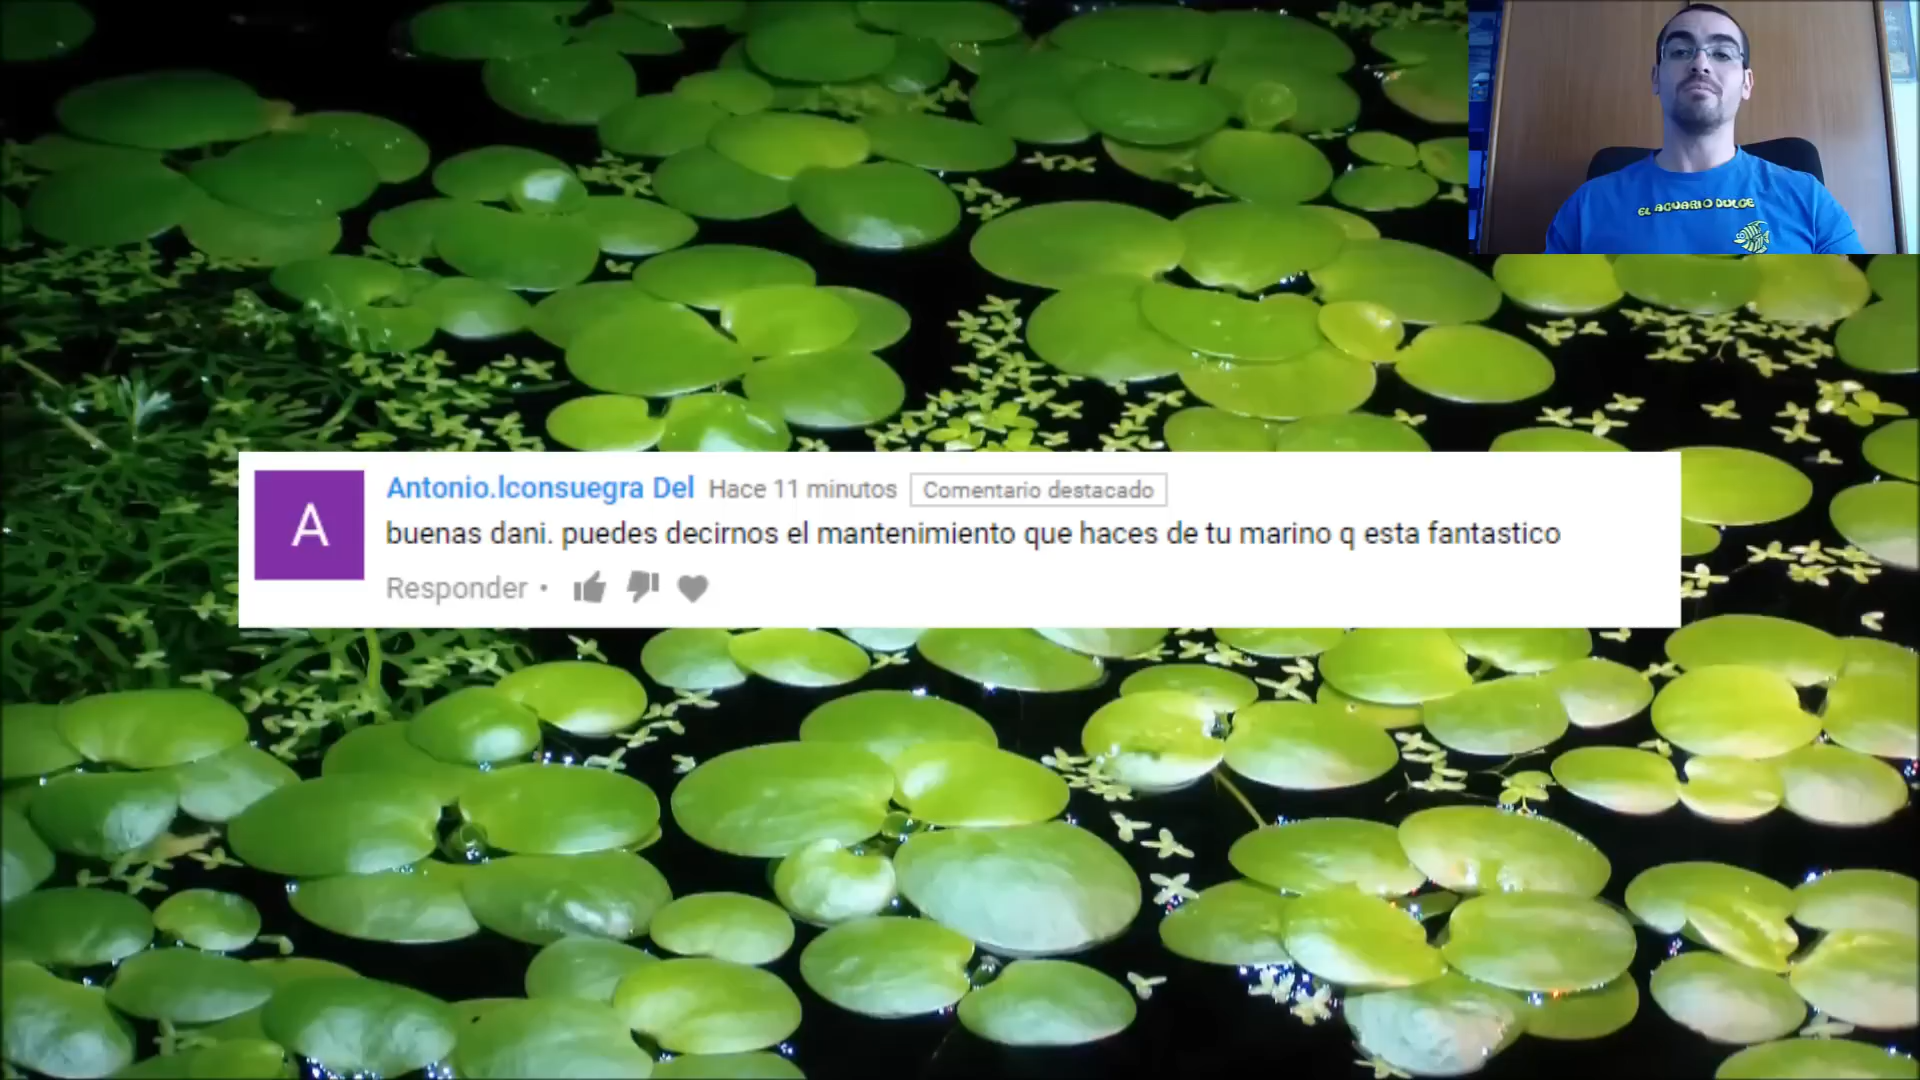 EL ACUARIO DULCE
A
Antonio.lconsuegra Del Hace 11 minutos Comentario destacado
buenas dani. puedes decirnos el mantenimiento que haces de tu marino q esta fantastico
Responder •